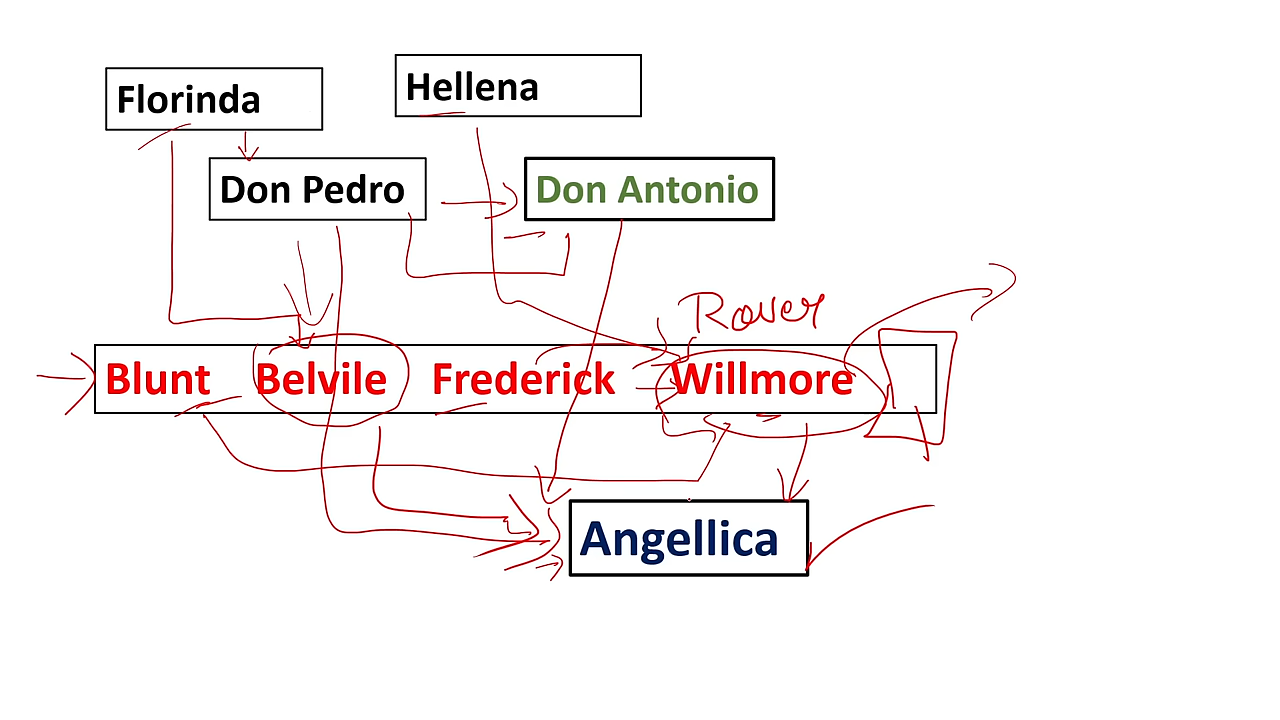 Florinda
Hellena
Don Pedro
Don Antonio
Rover
Blunt Belvile Frederick Willmore
Angellica